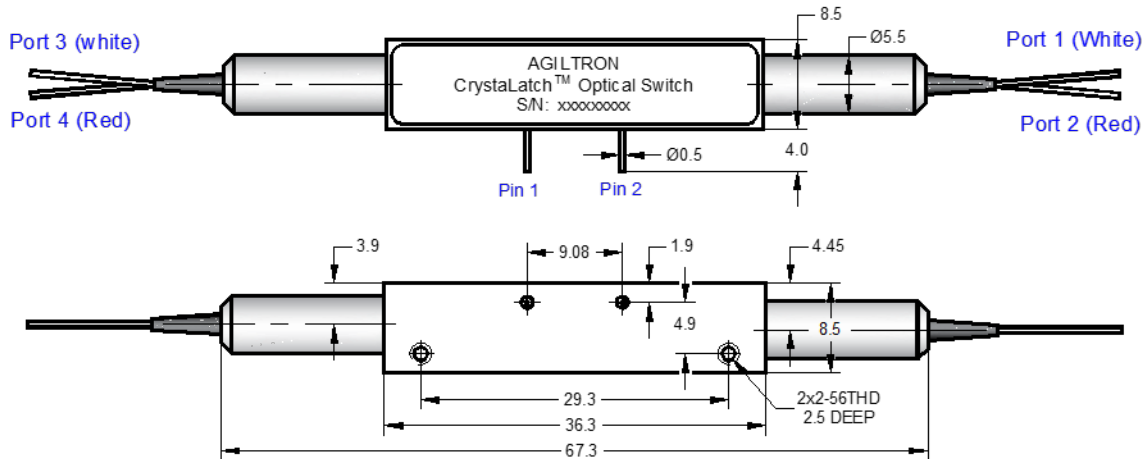 8.5
Ø5.5
Port 3 (white)
Port 1 (White)
AGILTRON
CrystaLatch™ Optical Switch
S/N: xxxxxxxxx
Port 4 (Red)
Port 2 (Red)
Ø0.5
4.0
Pin 1
Pin 2
3.9
9.08
1.9
4.45
4.9
8.5
29.3
2x2-56THD
2.5 DEEP
36.3
67.3